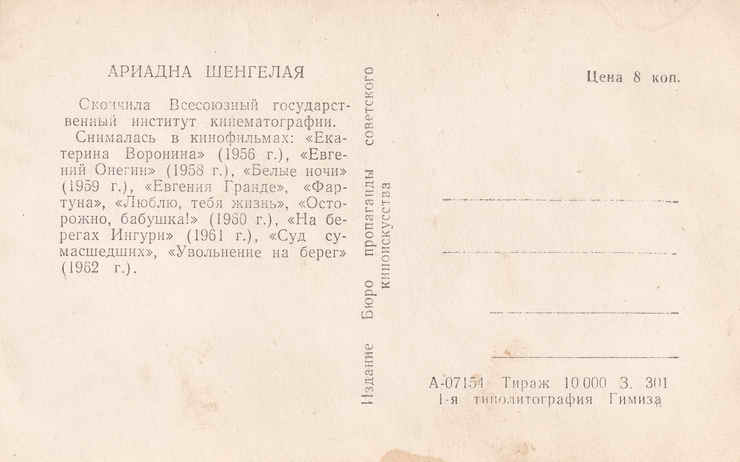 АРИАДНА ШЕНГЕЛАЯ
Скончила Всесоюзный государст-
венный институт кинематографии.
Снималась в кинофильмах: «Ека-
терина Воронина» (1956 г.), «Евге-
ний Онегин» (1958 г.), «Белые ночи»
(1959 г.), «Евгения Гранде», «Фар-
туна», «Люблю, тебя жизнь», «Осто-
рожно, бабушка!» (1960 г.), «На бе-
регах Ингури» (1961 г.), «Суд су-
масшедших», «Увольнение на берег»
(1962 г.).
Издание Бюро пропаганды советского
киноискусства
Цена 8 коп.
А-07154 Тираж 10 000 З. 301
1-я типолитография Гимиза